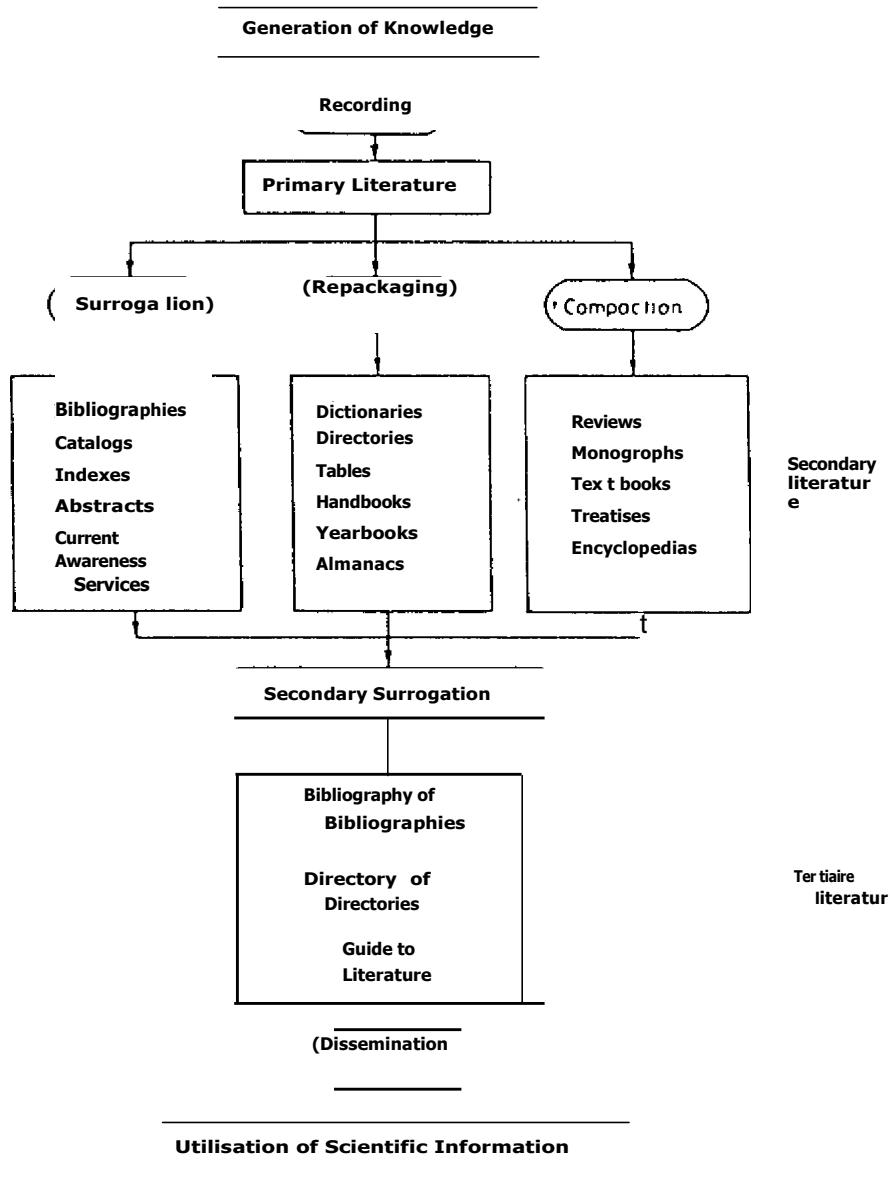 Generation of Knowledge
Recording
Primary Literature
( Surroga lion)
(Repackaging)
Compaction
Bibliographies
Catalogs
Indexes
Abstracts
Current
Awareness
Services
Dictionaries
Directories
Tables
Handbooks
Yearbooks
Almanacs
Reviews
Monogrophs
Tex t books
Treatises
Encyclopedias
t
Secondary
literatur
e
Secondary Surrogation
Bibliography of
Bibliographies
Directory of
Directories
Guide to
Literature
Ter tiaire
literatur
(Dissemination
Utilisation of Scientific Information